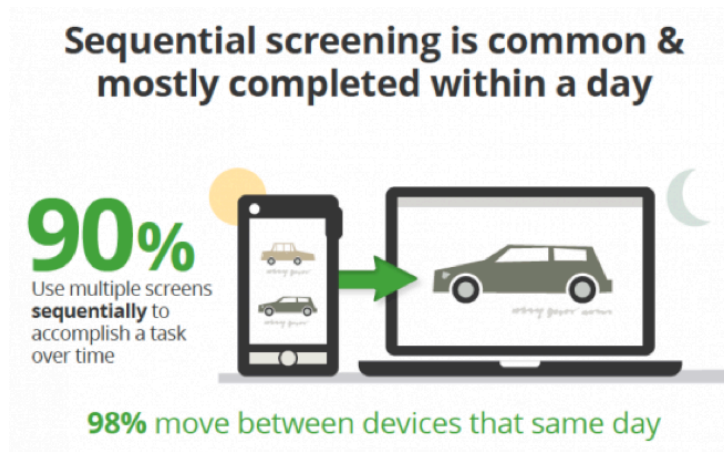 Sequential screening is common &
mostly completed within a day
90%
Use multiple screens
sequentially to
accomplish a task
over time
98% move between devices that same day